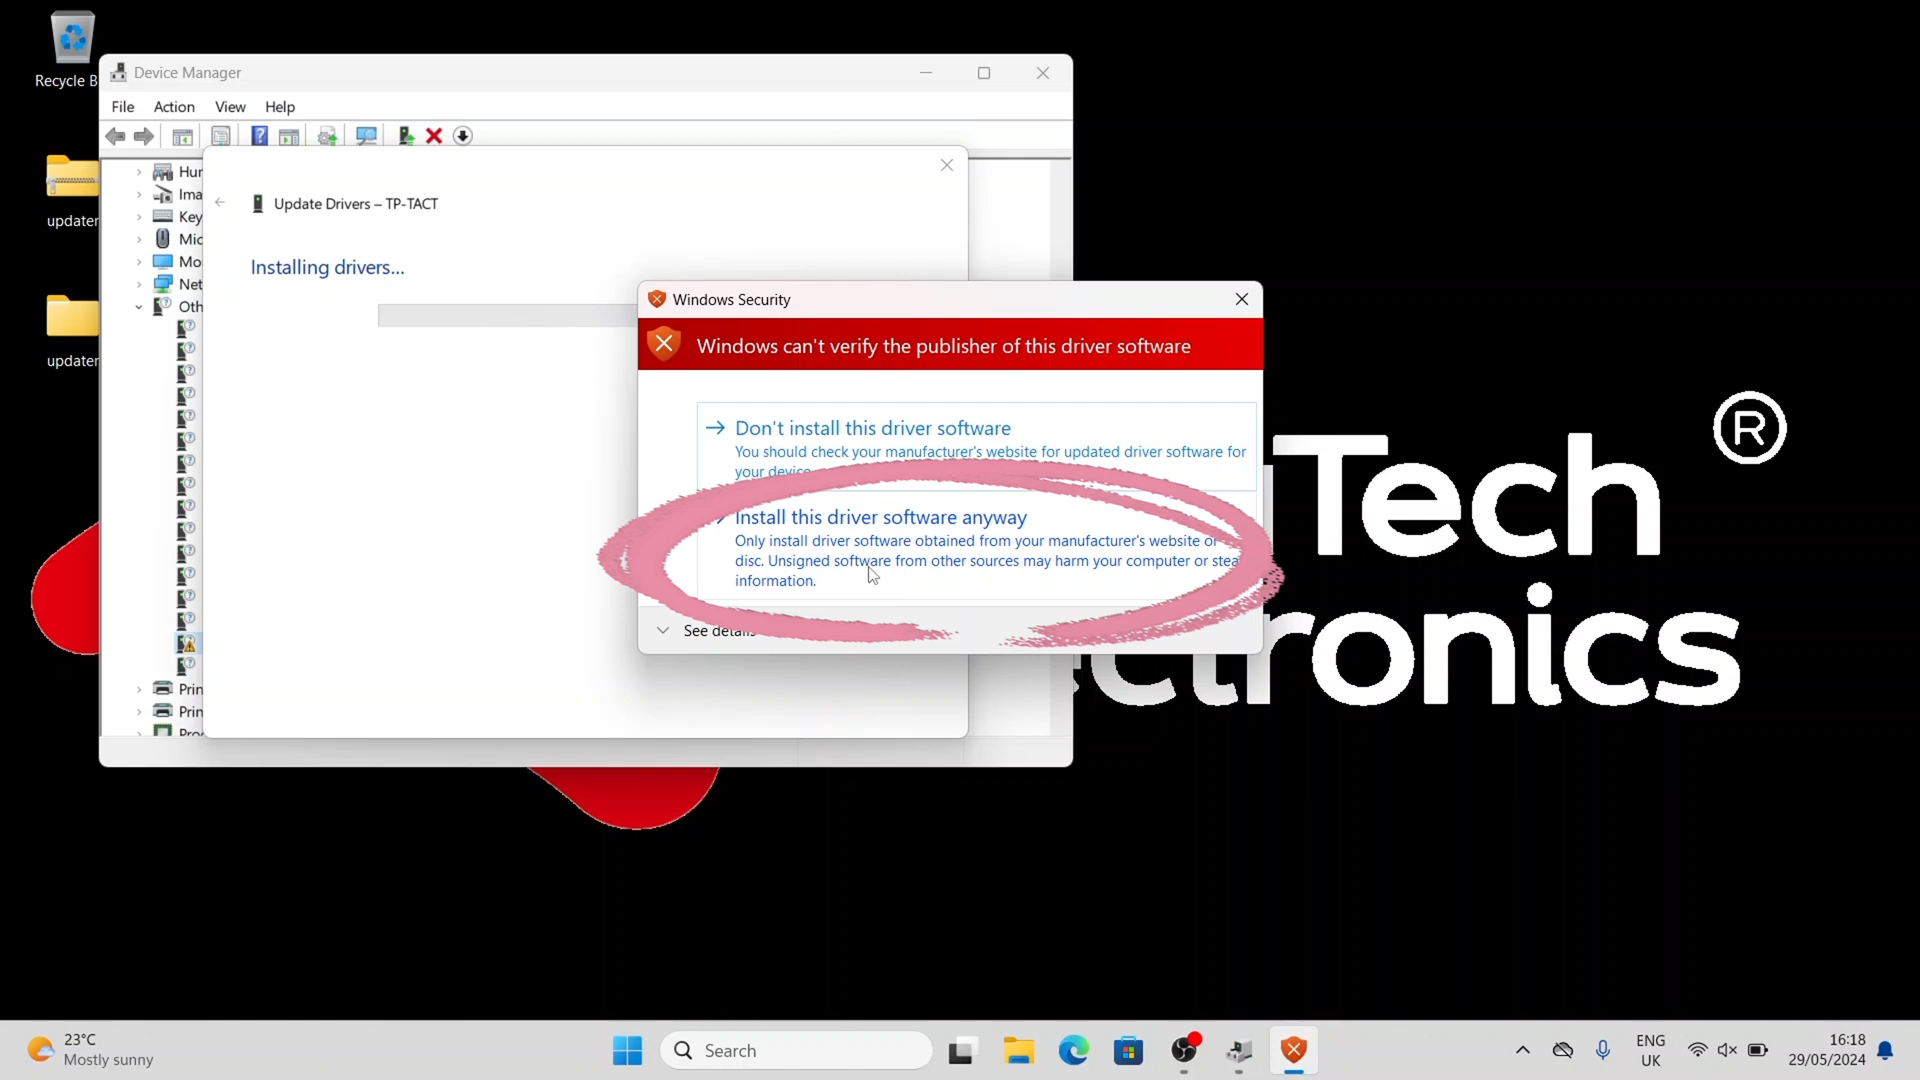 Recycle B
updater
updater
Device Manager
File Action View Help
Hur
Ima
Key
Mic
Mo
Net
Oth
Prin
Prin
Proc
Update Drivers – TP-TACT
Installing drivers...
Windows Security
Windows can't verify the publisher of this driver software
Don't install this driver software
You should check your manufacturer's website for updated driver software for
your device
Install this driver software anyway
Only install driver software obtained from your manufacturer's website or
disc. Unsigned software from other sources may harm your computer or stea
information.
See details
Tech ®
ectronics
23°C
Mostly sunny
Search
ENG
UK
16:18
29/05/2024